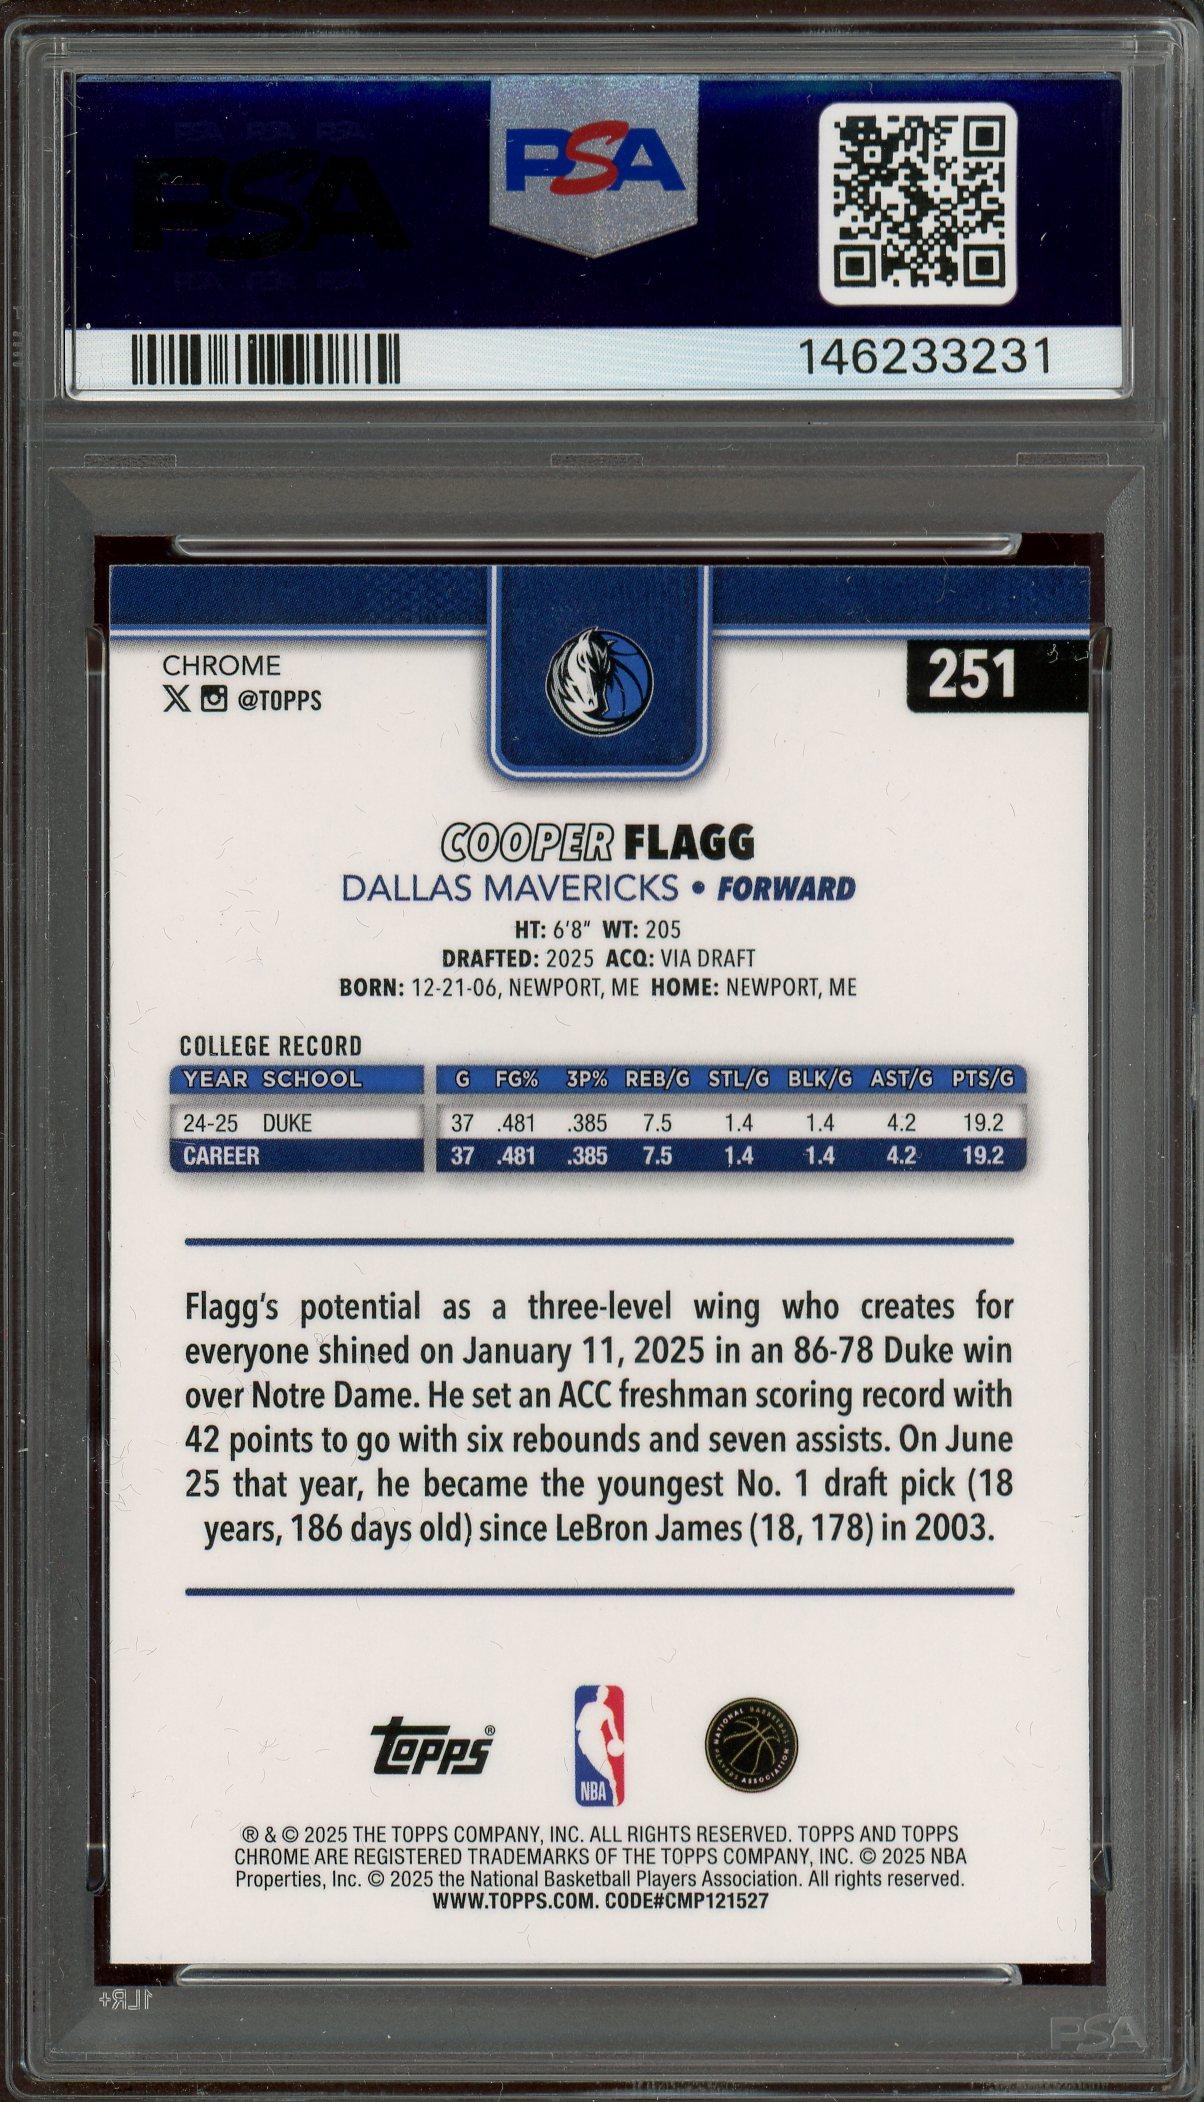 PSA
PSA
146233231
CHROME
@TOPPS
251
COOPER FLAGG
DALLAS MAVERICKS • FORWARD
HT: 6'8" WT: 205
DRAFTED: 2025 ACQ: VIA DRAFT
BORN: 12-21-06, NEWPORT, ME HOME: NEWPORT, ME
COLLEGE RECORD
YEAR SCHOOL G FG% 3P% REB/G STL/G BLK/G AST/G PTS/G
24-25 DUKE 37 .481 .385 7.5 1.4 1.4 4.2 19.2
CAREER 37 .481 .385 7.5 1.4 1.4 4.2 19.2
Flagg's potential as a three-level wing who creates for
everyone shined on January 11, 2025 in an 86-78 Duke win
over Notre Dame. He set an ACC freshman scoring record with
42 points to go with six rebounds and seven assists. On June
25 that year, he became the youngest No. 1 draft pick (18
years, 186 days old) since LeBron James (18, 178) in 2003.
topps®
NBA
NATIONAL BASKETBALL PLAYERS ASSOCIATION
® & © 2025 THE TOPPS COMPANY, INC. ALL RIGHTS RESERVED. TOPPS AND TOPPS
CHROME ARE REGISTERED TRADEMARKS OF THE TOPPS COMPANY, INC. © 2025 NBA
Properties, Inc. © 2025 the National Basketball Players Association. All rights reserved.
WWW.TOPPS.COM. CODE#CMP121527
1LR+
PSA